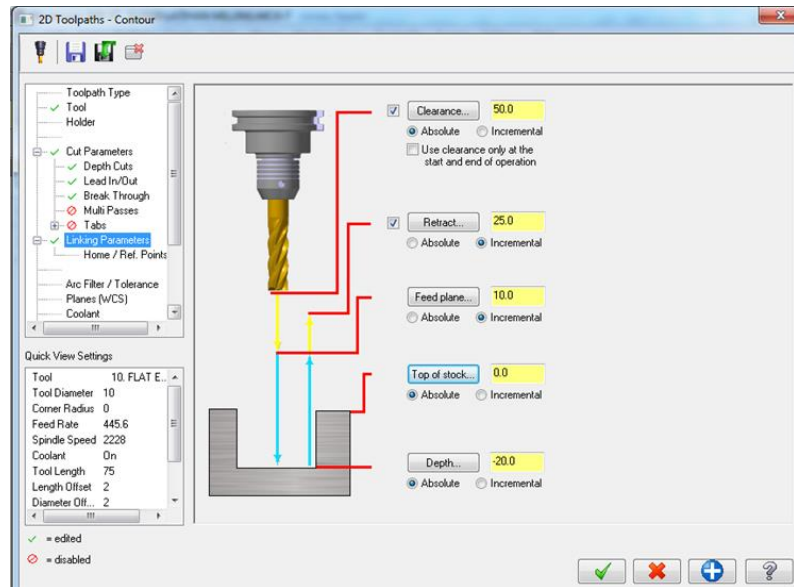 2D Toolpaths - Contour
Toolpath Type
Tool
Holder
Cut Parameters
Depth Cuts
Lead In/Out
Break Through
Multi Passes
Tabs
Linking Parameters
Home / Ref. Points
Arc Filter / Tolerance
Planes (WCS)
Coolant
Quick View Settings
Tool 10. FLAT E...
Tool Diameter 10
Corner Radius 0
Feed Rate 445.6
Spindle Speed 2228
Coolant On
Tool Length 75
Length Offset 2
Diameter Off... 2
= edited
= disabled
Clearance... 50.0
Absolute Incremental
Use clearance only at the
start and end of operation
Retract... 25.0
Absolute Incremental
Feed plane... 10.0
Absolute Incremental
Top of stock... 0.0
Absolute Incremental
Depth... -20.0
Absolute Incremental